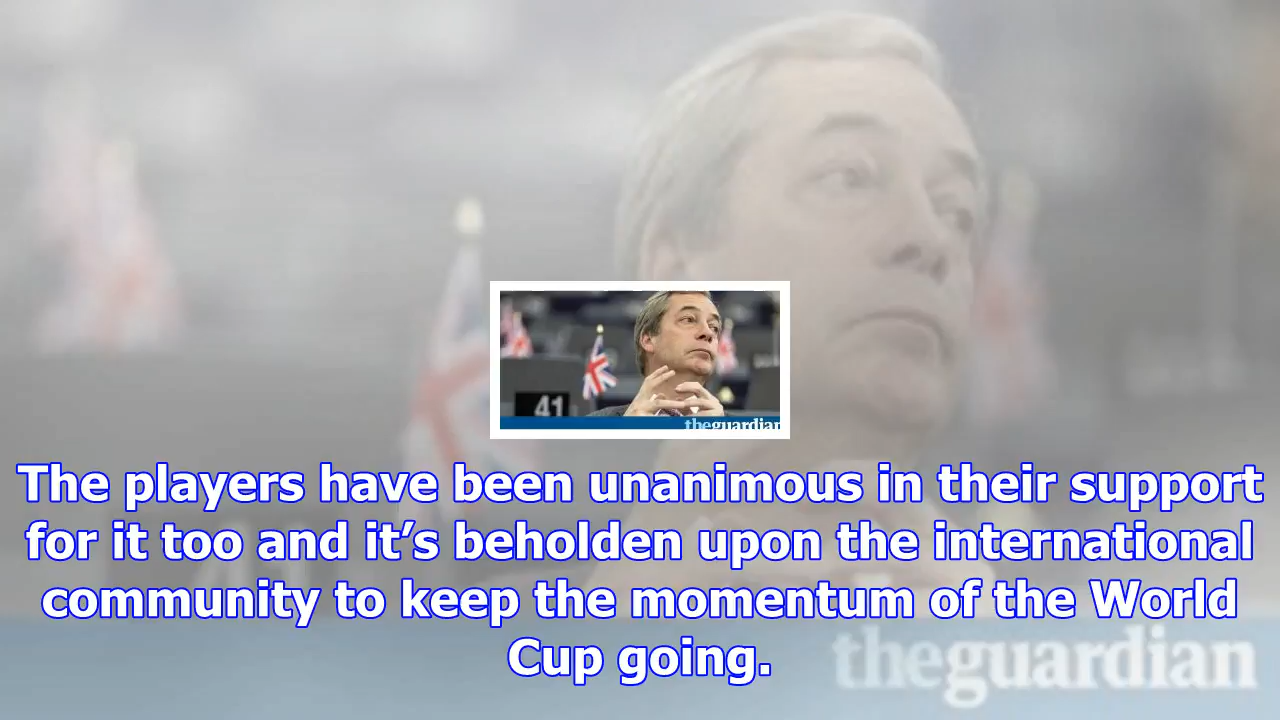 41
theguardian
The players have been unanimous in their support
for it too and it’s beholden upon the international
community to keep the momentum of the World
Cup going.
theguardian